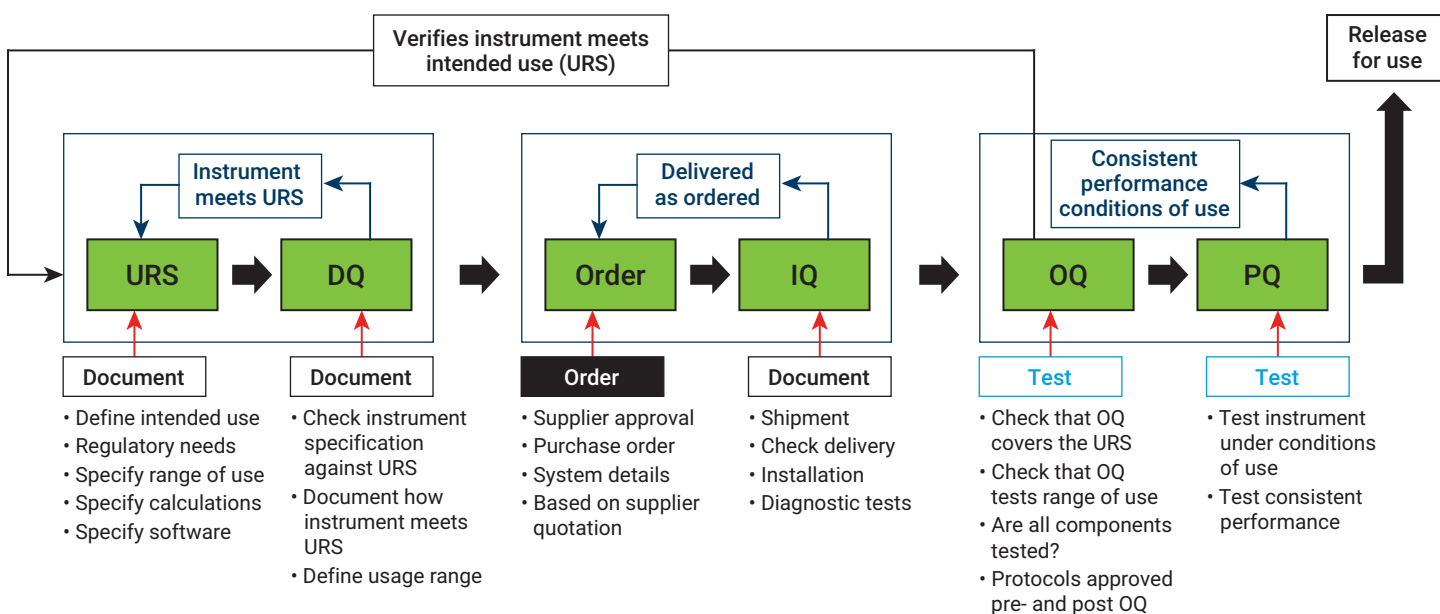 Verifies instrument meets
intended use (URS)
Release
for use
Instrument
meets URS
Delivered
as ordered
Consistent
performance
conditions of use
URS
DQ
Order
IQ
OQ
PQ
Document
• Define intended use
• Regulatory needs
• Specify range of use
• Specify calculations
• Specify software
Document
• Check instrument
specification
against URS
• Document how
instrument meets
URS
• Define usage range
Order
• Supplier approval
• Purchase order
• System details
• Based on supplier
quotation
Document
• Shipment
• Check delivery
• Installation
• Diagnostic tests
Test
• Check that OQ
covers the URS
• Check that OQ
tests range of use
• Are all components
tested?
• Protocols approved
pre- and post OQ
Test
• Test instrument
under conditions
of use
• Test consistent
performance